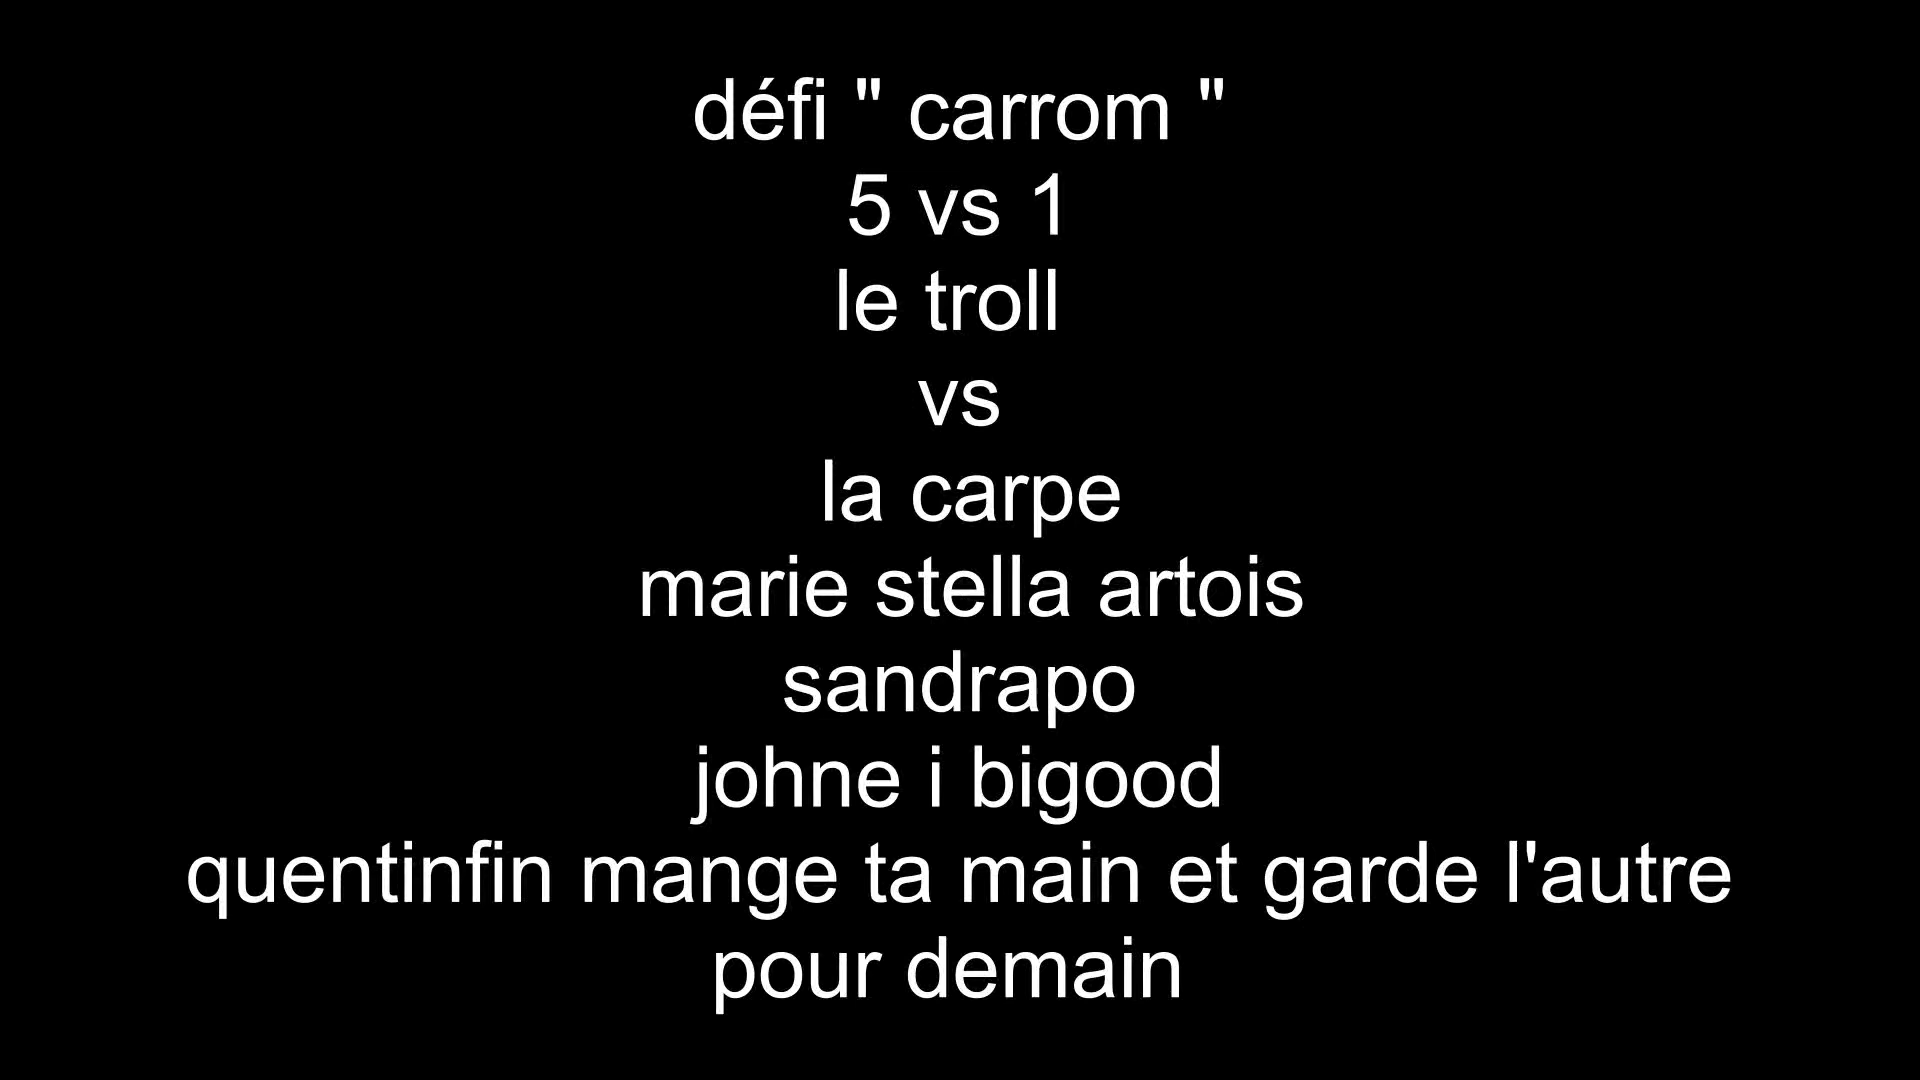 défi " carrom "
5 vs 1
le troll
vs
la carpe
marie stella artois
sandrapo
johne i bigood
quentinfin mange ta main et garde l'autre
pour demain